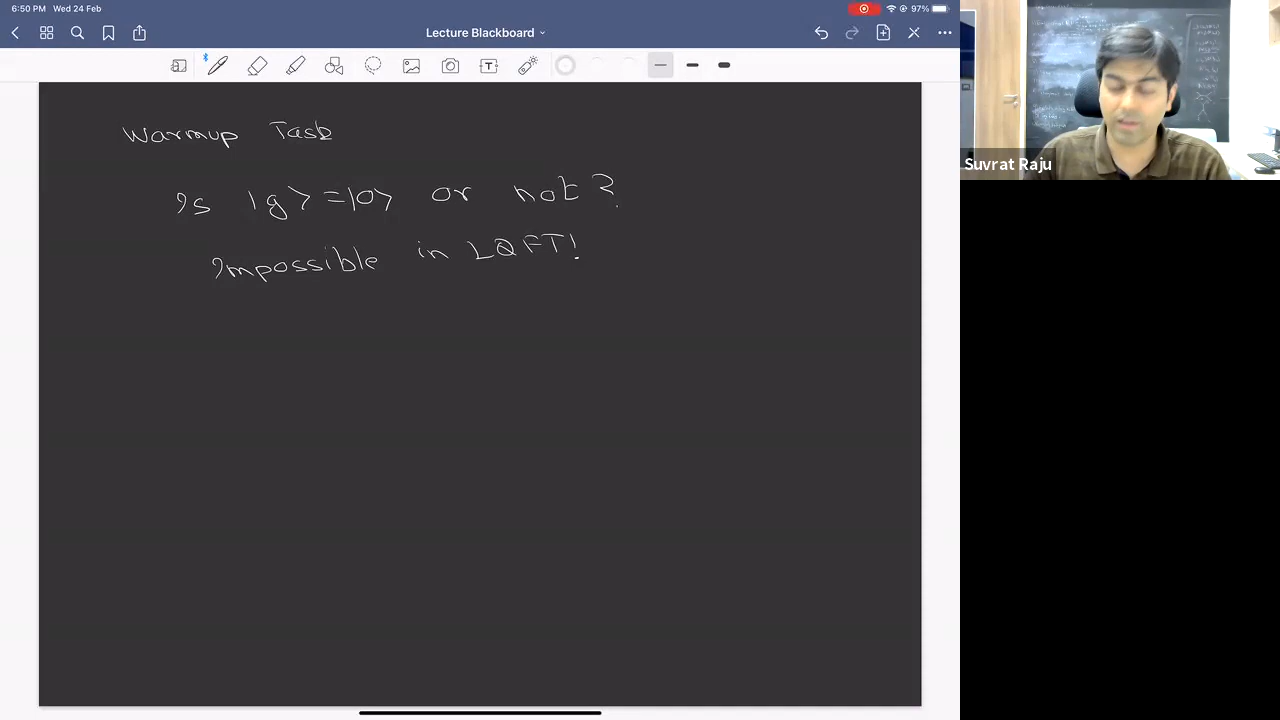 6:50 PM Wed 24 Feb
97%
Lecture Blackboard
T
Warmup Task
Is |g> = |0> or not?
Impossible in LQFT!
Suvrat Raju